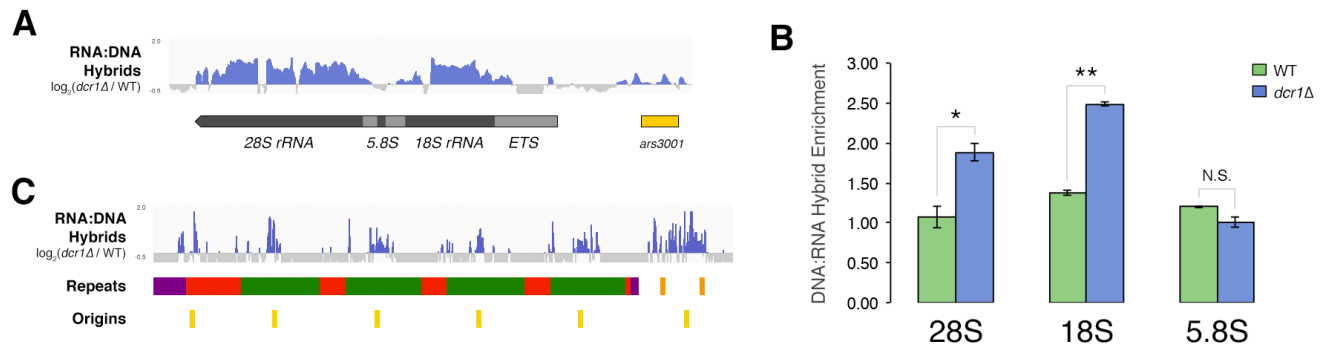 A
RNA:DNA
Hybrids
log2(dcr1Δ / WT)
2.0
-0.5
28S rRNA
5.8S
18S rRNA
ETS
ars3001
B
DNA:RNA Hybrid Enrichment
3.00
2.50
2.00
1.50
1.00
0.50
0.00
*
**
N.S.
28S
18S
5.8S
WT
dcr1Δ
C
RNA:DNA
Hybrids
log2(dcr1Δ / WT)
2.0
-0.5
Repeats
Origins